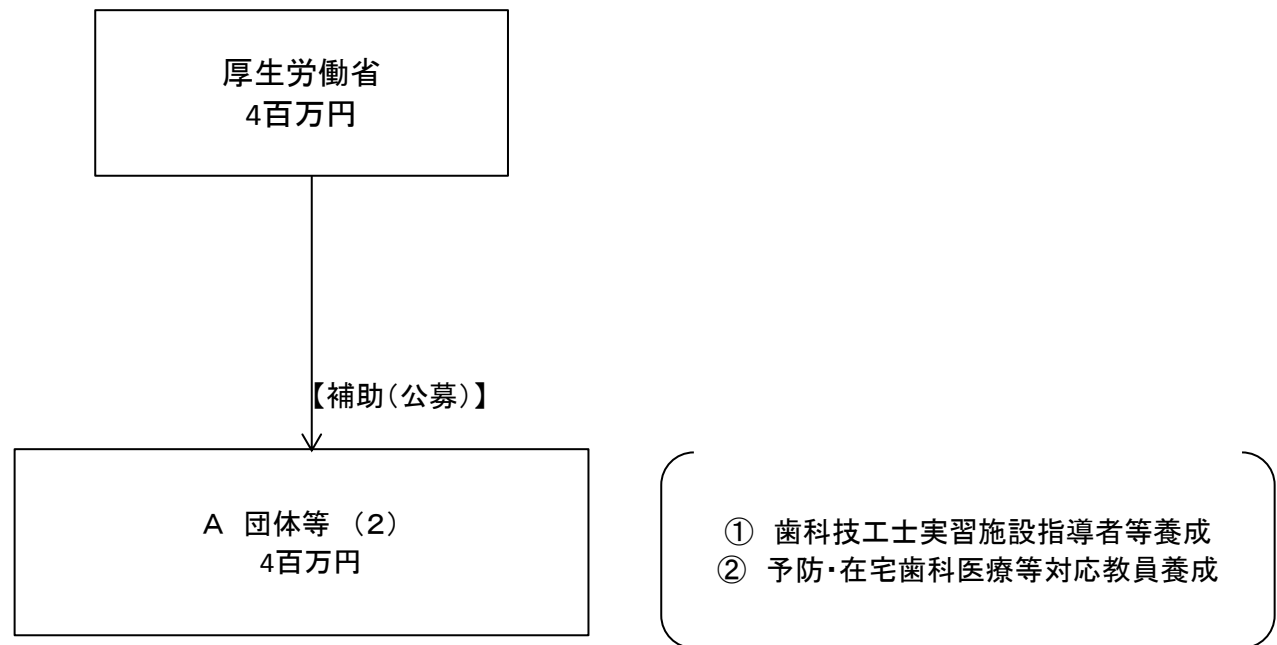 厚生労働省
4百万円
【補助(公募)】
A 団体等 (2)
4百万円
① 歯科技工士実習施設指導者等養成
② 予防・在宅歯科医療等対応教員養成